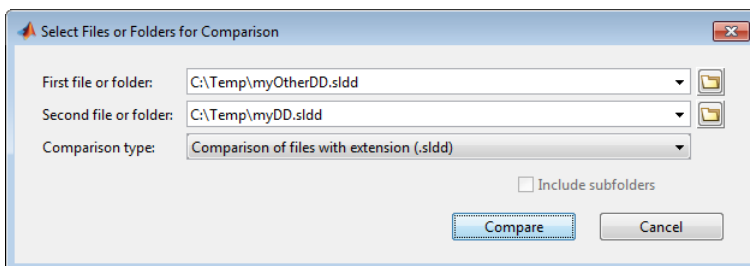 Select Files or Folders for Comparison
First file or folder: C:\Temp\myOtherDD.sldd
Second file or folder: C:\Temp\myDD.sldd
Comparison type: Comparison of files with extension (.sldd)
Include subfolders
Compare Cancel